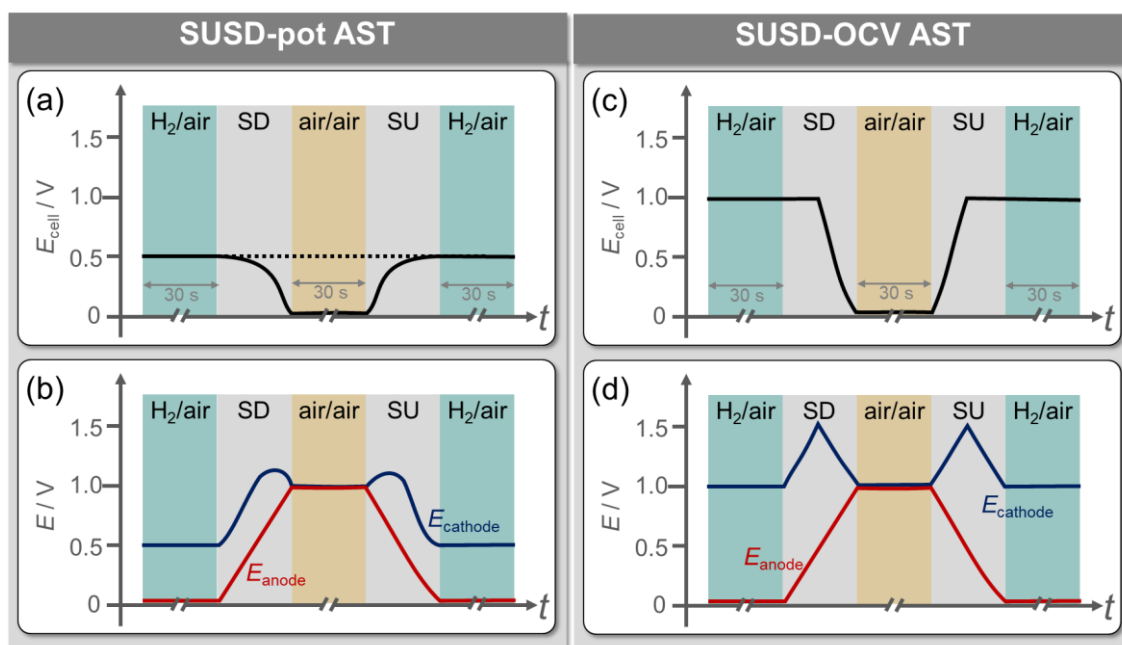 SUSD-pot AST
SUSD-OCV AST
(a)
H2/air SD air/air SU H2/air
1.5
1.0
0.5
0
Ecell / V
30 s 30 s 30 s
t
(b)
H2/air SD air/air SU H2/air
1.5
1.0
0.5
0
E / V
Ecathode
Eanode
t
(c)
H2/air SD air/air SU H2/air
1.5
1.0
0.5
0
Ecell / V
30 s 30 s 30 s
t
(d)
H2/air SD air/air SU H2/air
1.5
1.0
0.5
0
E / V
Ecathode
Eanode
t